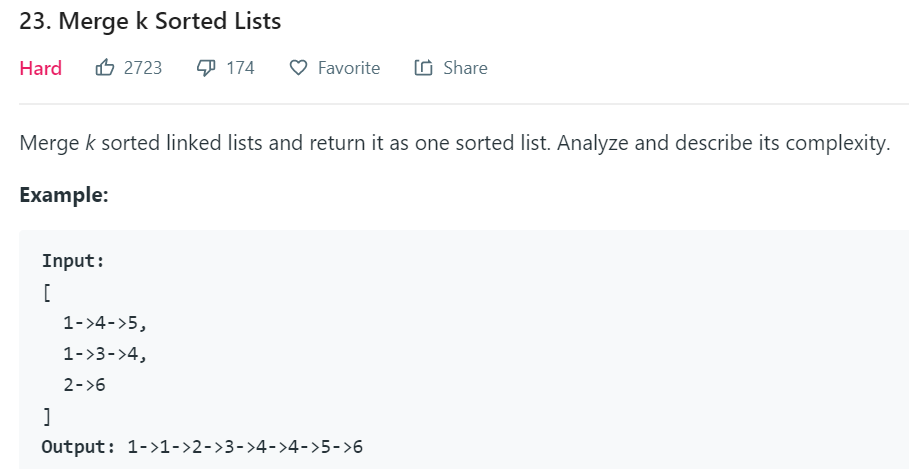 23. Merge k Sorted Lists
Hard 2723 174 Favorite Share
Merge k sorted linked lists and return it as one sorted list. Analyze and describe its complexity.
Example:
Input:
[
  1->4->5,
  1->3->4,
  2->6
]
Output: 1->1->2->3->4->4->5->6